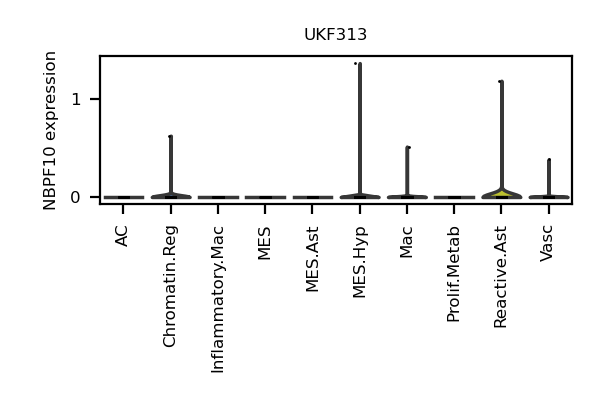 UKF313
NBPF10 expression
1
0
AC
Chromatin.Reg
Inflammatory.Mac
MES
MES.Ast
MES.Hyp
Mac
Prolif.Metab
Reactive.Ast
Vasc